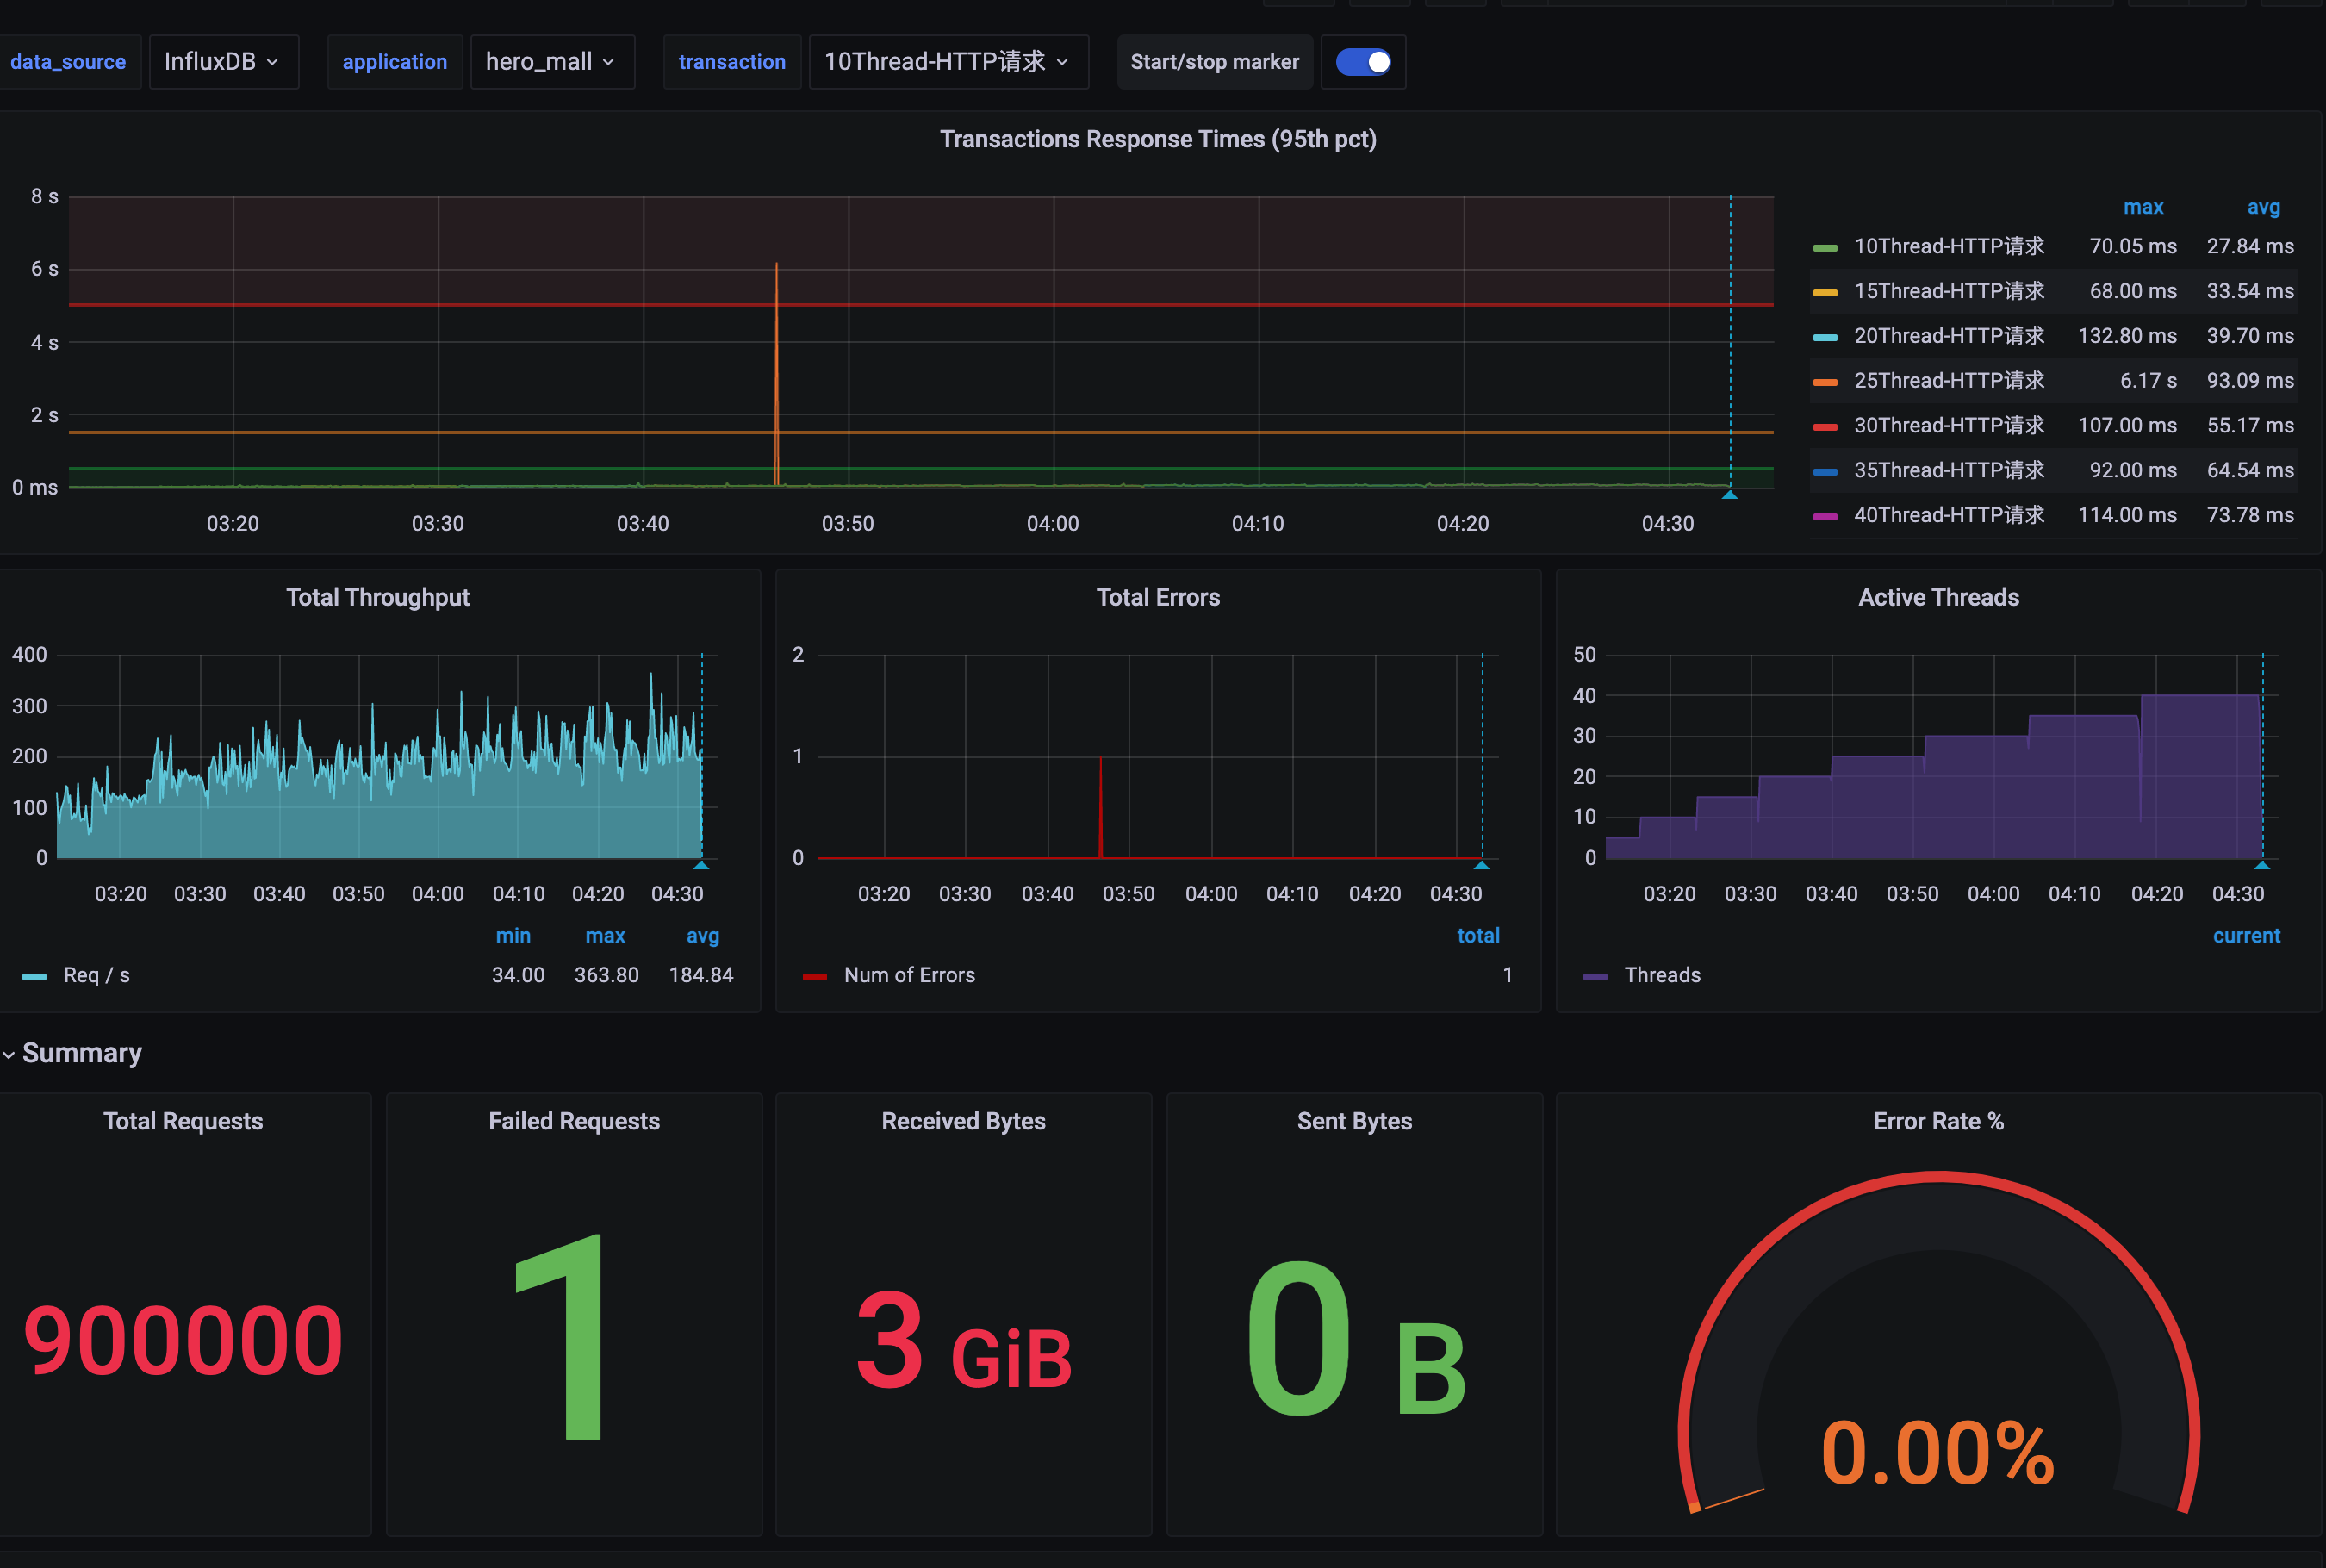 data_source InfluxDB application hero_mall transaction 10Thread-HTTP请求 Start/stop marker
Transactions Response Times (95th pct)
8 s
6 s
4 s
2 s
0 ms
03:20 03:30 03:40 03:50 04:00 04:10 04:20 04:30
max avg
10Thread-HTTP请求 70.05 ms 27.84 ms
15Thread-HTTP请求 68.00 ms 33.54 ms
20Thread-HTTP请求 132.80 ms 39.70 ms
25Thread-HTTP请求 6.17 s 93.09 ms
30Thread-HTTP请求 107.00 ms 55.17 ms
35Thread-HTTP请求 92.00 ms 64.54 ms
40Thread-HTTP请求 114.00 ms 73.78 ms
Total Throughput
400
300
200
100
0
03:20 03:30 03:40 03:50 04:00 04:10 04:20 04:30
min max avg
Req / s 34.00 363.80 184.84
Total Errors
2
1
0
03:20 03:30 03:40 03:50 04:00 04:10 04:20 04:30
total
Num of Errors 1
Active Threads
50
40
30
20
10
0
03:20 03:30 03:40 03:50 04:00 04:10 04:20 04:30
current
Threads
Summary
Total Requests
900000
Failed Requests
1
Received Bytes
3 GiB
Sent Bytes
0 B
Error Rate %
0.00%